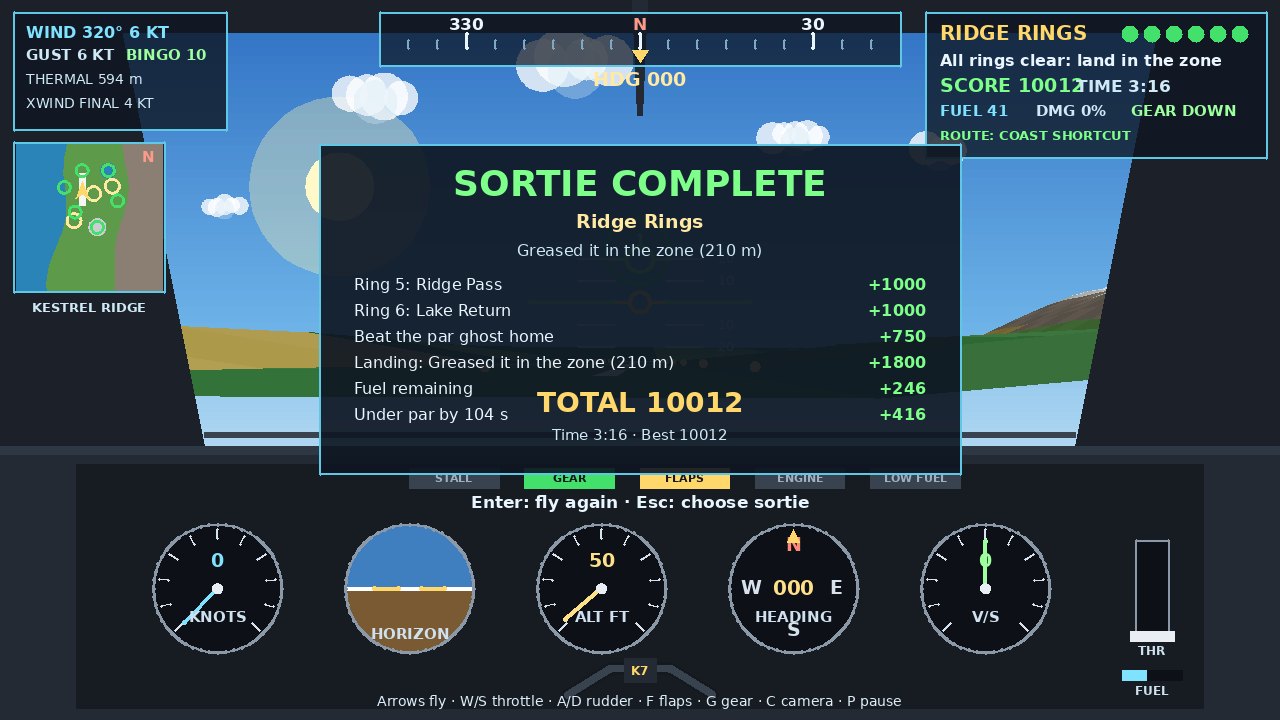 WIND 320° 6 KT
GUST 6 KT BINGO 10
THERMAL 594 m
XWIND FINAL 4 KT
330 N 30
HDG 000
RIDGE RINGS
All rings clear: land in the zone
SCORE 10012 TIME 3:16
FUEL 41 DMG 0% GEAR DOWN
ROUTE: COAST SHORTCUT
N
KESTREL RIDGE
SORTIE COMPLETE
Ridge Rings
Greased it in the zone (210 m)
Ring 5: Ridge Pass +1000
Ring 6: Lake Return +1000
Beat the par ghost home +750
Landing: Greased it in the zone (210 m) +1800
Fuel remaining +246
Under par by 104 s +416
TOTAL 10012
Time 3:16 · Best 10012
STALL GEAR FLAPS ENGINE LOW FUEL
Enter: fly again · Esc: choose sortie
0 KNOTS
HORIZON
50 ALT FT
N
W 000 E
HEADING
S
0 V/S
THR
FUEL
K7
Arrows fly · W/S throttle · A/D rudder · F flaps · G gear · C camera · P pause